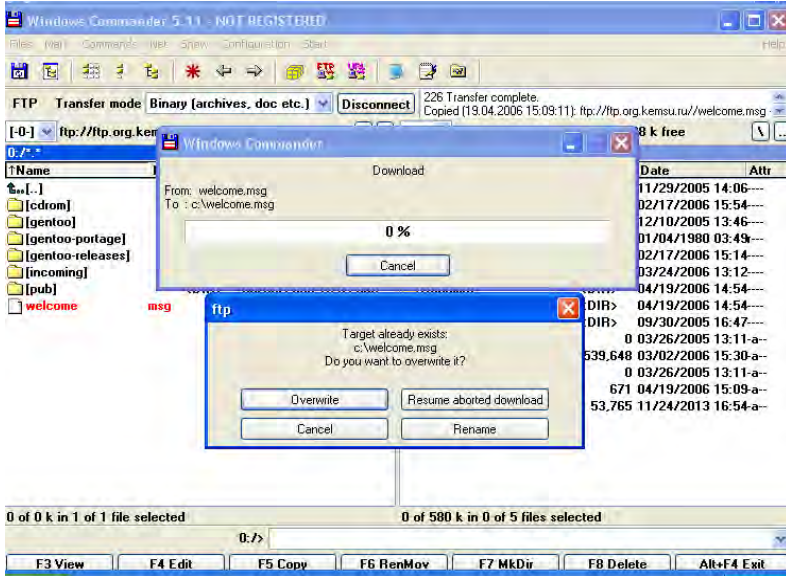 Windows Commander 5.11 - NOT REGISTERED
Files Mark Commands Net Show Configuration Start Help
FTP Transfer mode Binary (archives, doc etc.) Disconnect
226 Transfer complete.
Copied (19.04.2006 15:09:11): ftp://ftp.org.kemsu.ru//welcome.msg -
[-0-] ftp://ftp.org.kem 8 k free \ ..
0:/*.*
↑Name Date Attr
[..] 11/29/2005 14:06----
[cdrom] 02/17/2006 15:54----
[gentoo] 12/10/2005 13:46----
[gentoo-portage] 01/04/1980 03:49r---
[gentoo-releases] 02/17/2006 15:14----
[incoming] 03/24/2006 13:12----
[pub] 04/19/2006 14:54----
welcome msg DIR> 04/19/2006 14:54----
DIR> 09/30/2005 16:47----
0 03/26/2005 13:11-a--
539,648 03/02/2006 15:30-a--
0 03/26/2005 13:11-a--
671 04/19/2006 15:09-a--
53,765 11/24/2013 16:54-a--
Windows Commander
Download
From: welcome.msg
To : c:\welcome.msg
0 %
Cancel
ftp
Target already exists:
c:\welcome.msg
Do you want to overwrite it?
Overwrite Resume aborted download
Cancel Rename
0 of 0 k in 1 of 1 file selected 0 of 580 k in 0 of 5 files selected
0:/>
F3 View F4 Edit F5 Copy F6 RenMov F7 MkDir F8 Delete Alt+F4 Exit